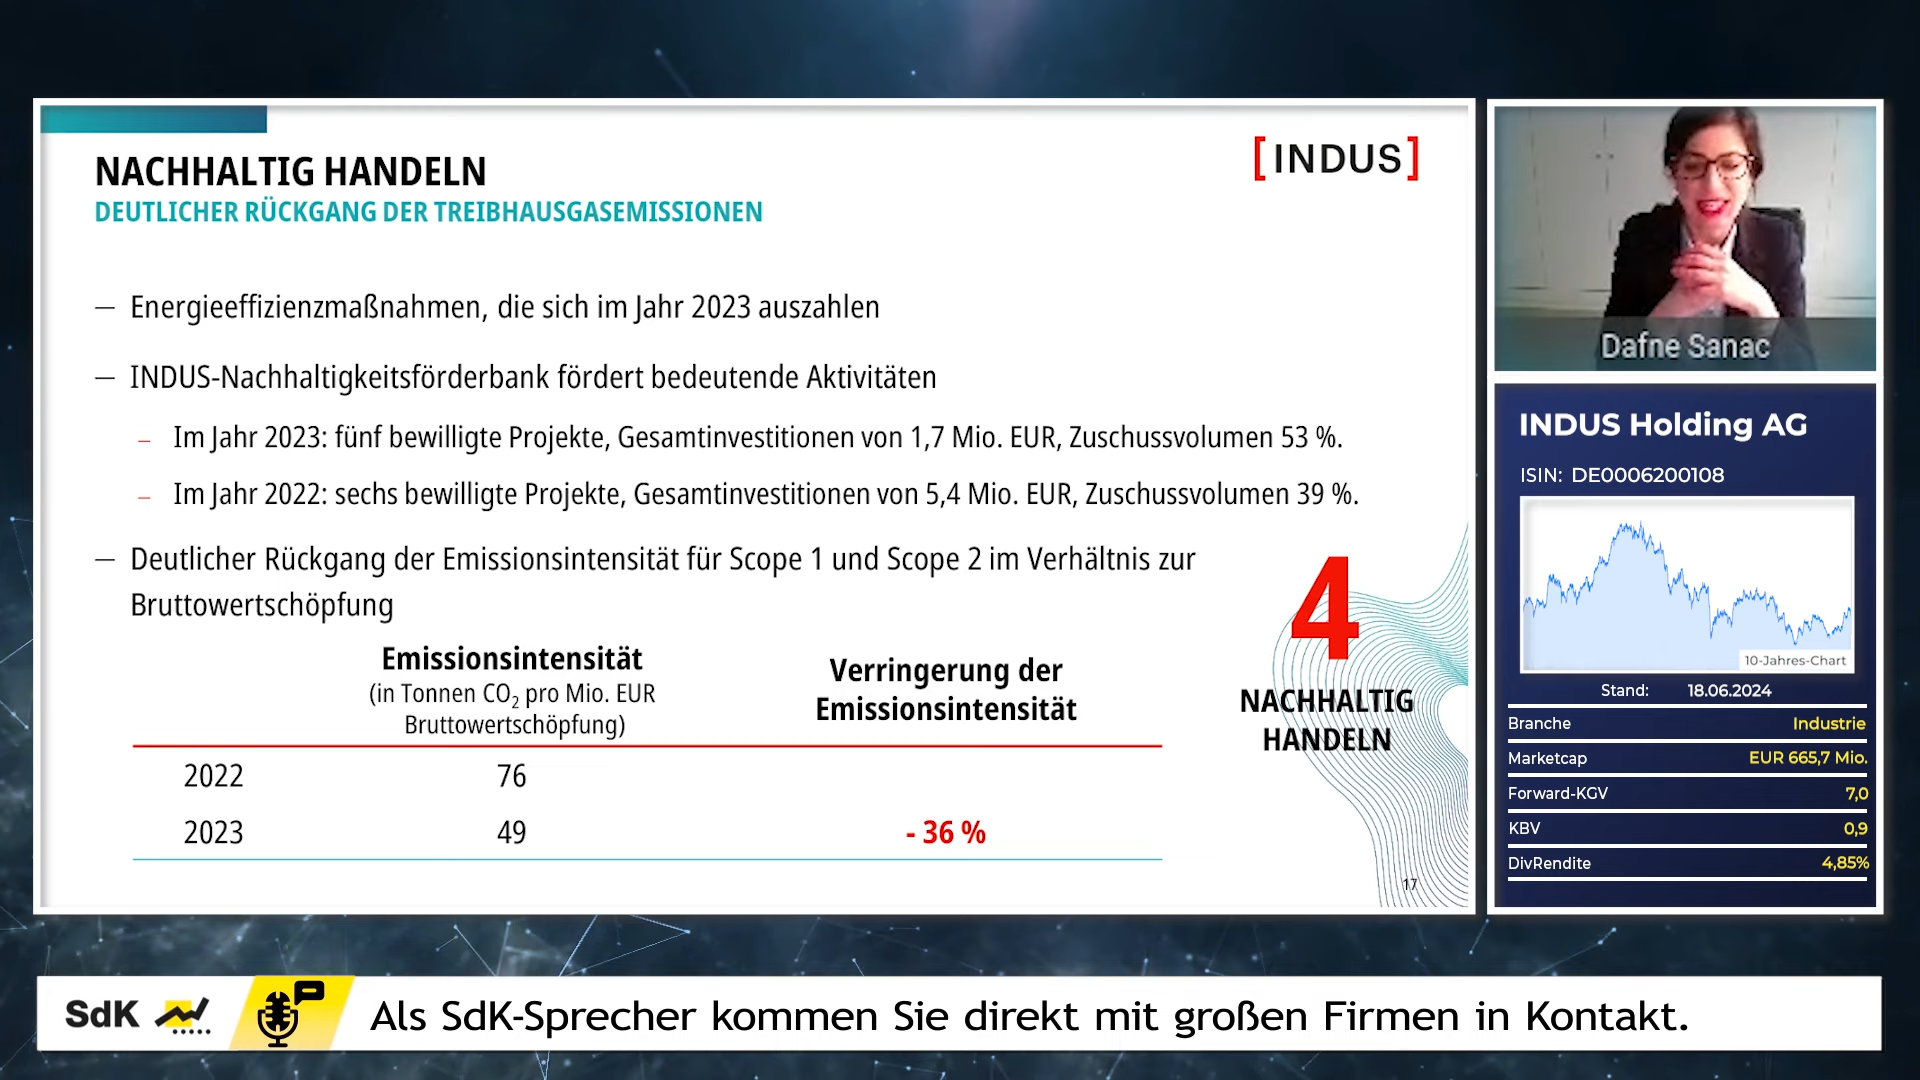 [INDUS]
NACHHALTIG HANDELN
DEUTLICHER RÜCKGANG DER TREIBHAUSGASEMISSIONEN
— Energieeffizienzmaßnahmen, die sich im Jahr 2023 auszahlen
— INDUS-Nachhaltigkeitsförderbank fördert bedeutende Aktivitäten
– Im Jahr 2023: fünf bewilligte Projekte, Gesamtinvestitionen von 1,7 Mio. EUR, Zuschussvolumen 53 %.
– Im Jahr 2022: sechs bewilligte Projekte, Gesamtinvestitionen von 5,4 Mio. EUR, Zuschussvolumen 39 %.
— Deutlicher Rückgang der Emissionsintensität für Scope 1 und Scope 2 im Verhältnis zur
Bruttowertschöpfung
Emissionsintensität
(in Tonnen CO₂ pro Mio. EUR
Bruttowertschöpfung)
Verringerung der
Emissionsintensität
2022 76
2023 49 - 36 %
4
NACHHALTIG
HANDELN
17
Dafne Sanac
INDUS Holding AG
ISIN: DE0006200108
10-Jahres-Chart
Stand: 18.06.2024
Branche Industrie
Marketcap EUR 665,7 Mio.
Forward-KGV 7,0
KBV 0,9
DivRendite 4,85%
SdK
Als SdK-Sprecher kommen Sie direkt mit großen Firmen in Kontakt.